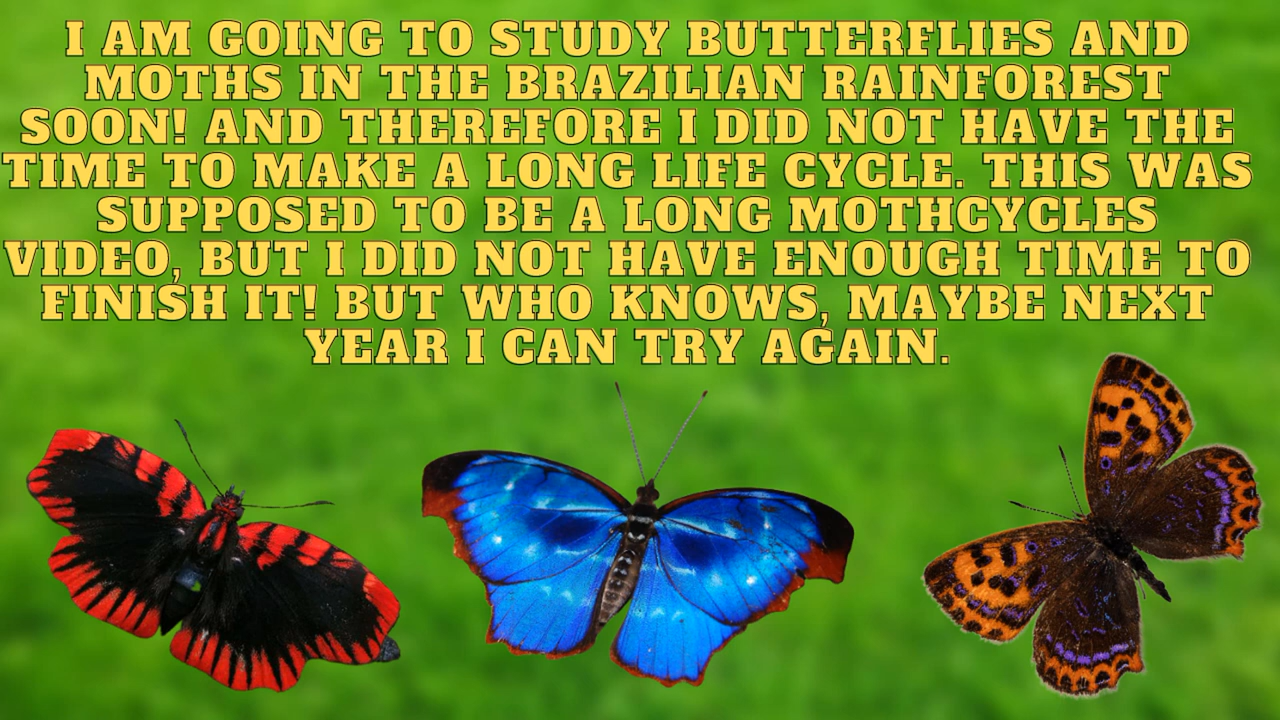 I AM GOING TO STUDY BUTTERFLIES AND
MOTHS IN THE BRAZILIAN RAINFOREST
SOON! AND THEREFORE I DID NOT HAVE THE
TIME TO MAKE A LONG LIFE CYCLE. THIS WAS
SUPPOSED TO BE A LONG MOTHCYCLES
VIDEO, BUT I DID NOT HAVE ENOUGH TIME TO
FINISH IT! BUT WHO KNOWS, MAYBE NEXT
YEAR I CAN TRY AGAIN.